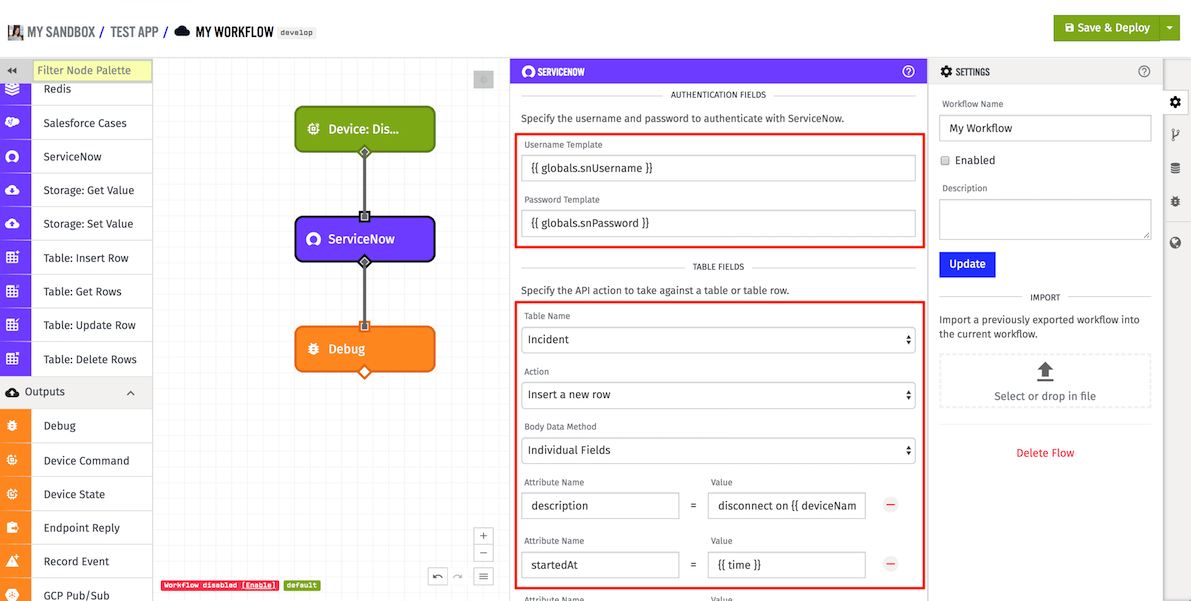 MY SANDBOX / TEST APP / MY WORKFLOW develop
Save & Deploy
Filter Node Palette
Redis
Salesforce Cases
ServiceNow
Storage: Get Value
Storage: Set Value
Table: Insert Row
Table: Get Rows
Table: Update Row
Table: Delete Rows
Outputs
Debug
Device Command
Device State
Endpoint Reply
Record Event
GCP Pub/Sub
Device: Dis...
ServiceNow
Debug
Workflow disabled [Enable] default
SERVICENOW
AUTHENTICATION FIELDS
Specify the username and password to authenticate with ServiceNow.
Username Template
{{ globals.snUsername }}
Password Template
{{ globals.snPassword }}
TABLE FIELDS
Specify the API action to take against a table or table row.
Table Name
Incident
Action
Insert a new row
Body Data Method
Individual Fields
Attribute Name Value
description = disconnect on {{ deviceNam
Attribute Name Value
startedAt = {{ time }}
Attribute Name Value
SETTINGS
Workflow Name
My Workflow
Enabled
Description
Update
IMPORT
Import a previously exported workflow into
the current workflow.
Select or drop in file
Delete Flow